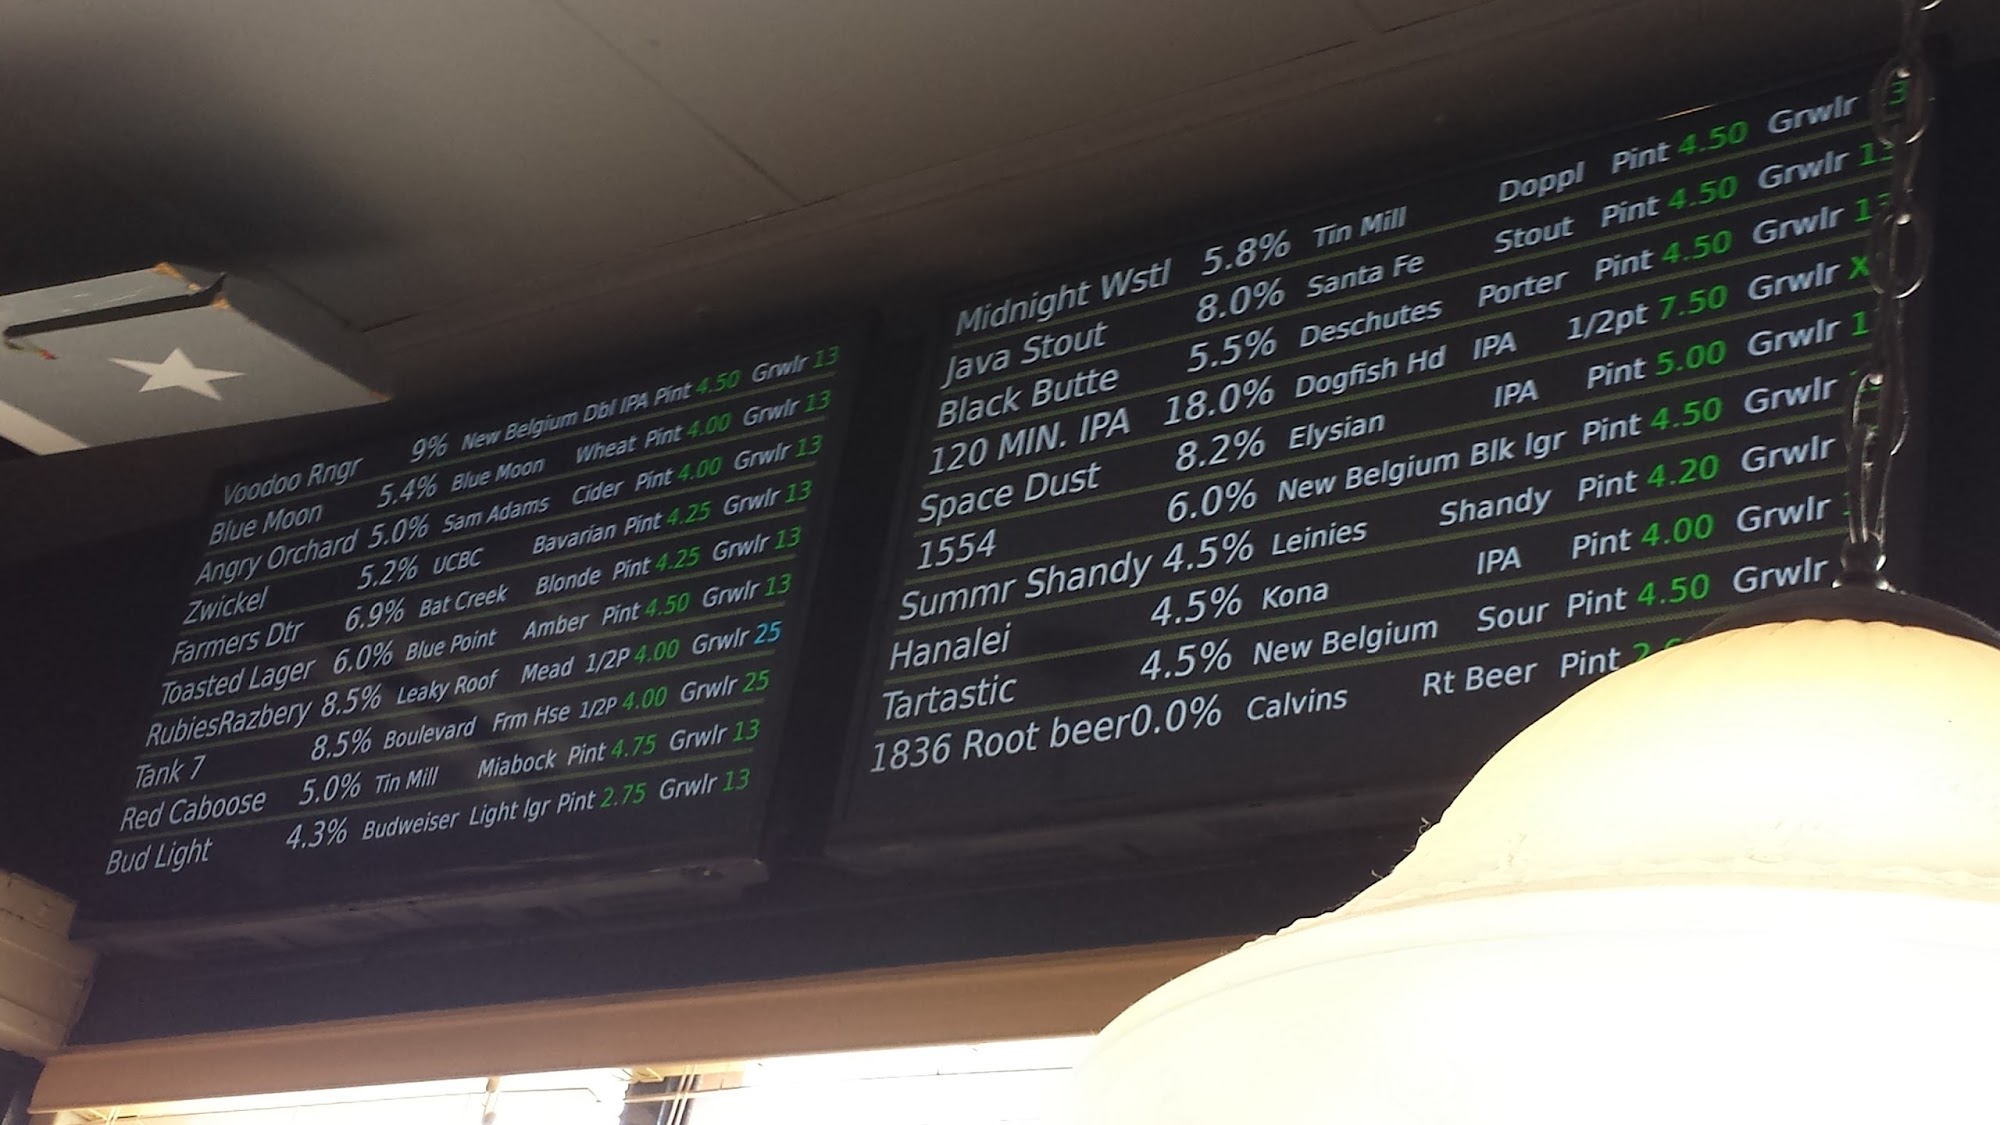 Voodoo Rngr 9% New Belgium Dbl IPA Pint 4.50 Grwlr 13
Blue Moon 5.4% Blue Moon Wheat Pint 4.00 Grwlr 13
Angry Orchard 5.0% Sam Adams Cider Pint 4.00 Grwlr 13
Zwickel 5.2% UCBC Bavarian Pint 4.25 Grwlr 13
Farmers Dtr 6.9% Bat Creek Blonde Pint 4.25 Grwlr 13
Toasted Lager 6.0% Blue Point Amber Pint 4.50 Grwlr 13
RubiesRazbery 8.5% Leaky Roof Mead 1/2P 4.00 Grwlr 25
Tank 7 8.5% Boulevard Frm Hse 1/2P 4.00 Grwlr 25
Red Caboose 5.0% Tin Mill Miabock Pint 4.75 Grwlr 13
Bud Light 4.3% Budweiser Light lgr Pint 2.75 Grwlr 13
Midnight Wstl 5.8% Tin Mill Doppl Pint 4.50 Grwlr
Java Stout 8.0% Santa Fe Stout Pint 4.50 Grwlr
Black Butte 5.5% Deschutes Porter Pint 4.50 Grwlr 13
120 MIN. IPA 18.0% Dogfish Hd IPA 1/2pt 7.50 Grwlr X
Space Dust 8.2% Elysian IPA Pint 5.00 Grwlr
1554 6.0% New Belgium Blk lgr Pint 4.50 Grwlr
Summr Shandy 4.5% Leinies Shandy Pint 4.20 Grwlr
Hanalei 4.5% Kona IPA Pint 4.00 Grwlr
Tartastic 4.5% New Belgium Sour Pint 4.50 Grwlr
1836 Root beer0.0% Calvins Rt Beer Pint